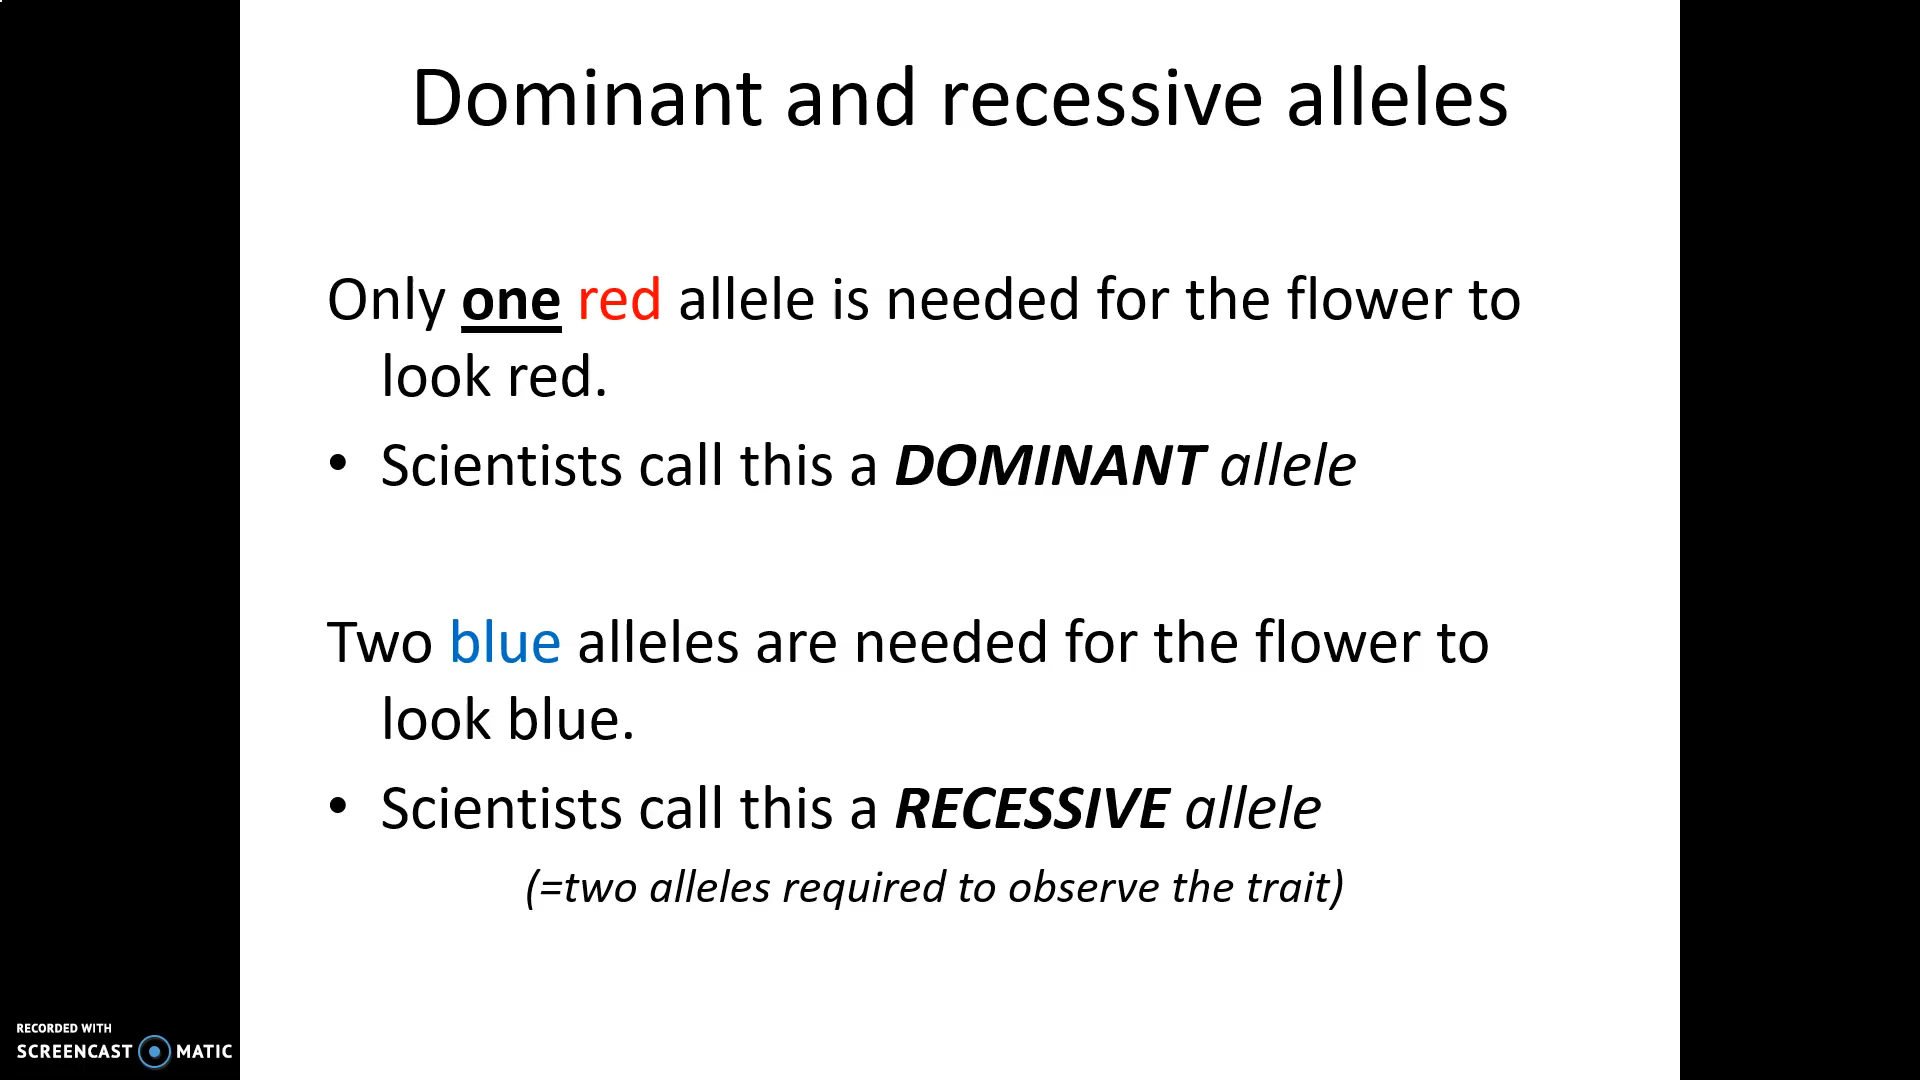 Dominant and recessive alleles
Only one red allele is needed for the flower to
look red.
• Scientists call this a DOMINANT allele
Two blue alleles are needed for the flower to
look blue.
• Scientists call this a RECESSIVE allele
(=two alleles required to observe the trait)
RECORDED WITH
SCREENCAST MATIC